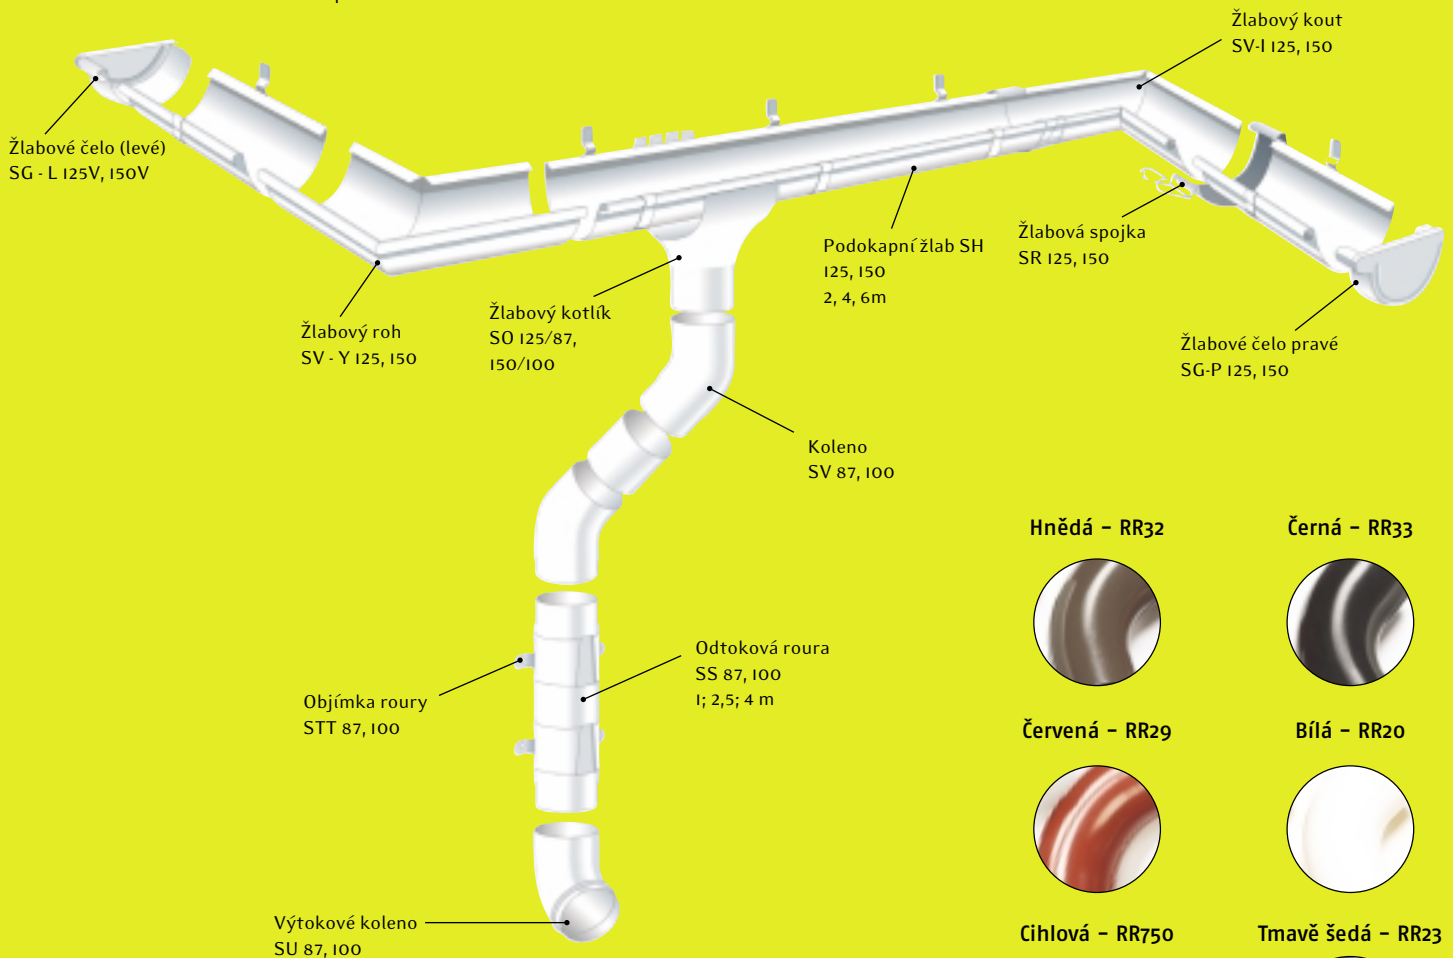 Žlabový kout
SV-I 125, 150
Žlabové čelo (levé)
SG - L 125V, 150V
Podokapní žlab SH
125, 150
2, 4, 6m
Žlabová spojka
SR 125, 150
Žlabový roh
SV - Y 125, 150
Žlabový kotlík
SO 125/87,
150/100
Žlabové čelo pravé
SG-P 125, 150
Koleno
SV 87, 100
Hnědá – RR32
Černá – RR33
Objímka roury
STT 87, 100
Odtoková roura
SS 87, 100
1; 2,5; 4 m
Červená – RR29
Bílá – RR20
Výtokové koleno
SU 87, 100
Cihlová – RR750
Tmavě šedá – RR23